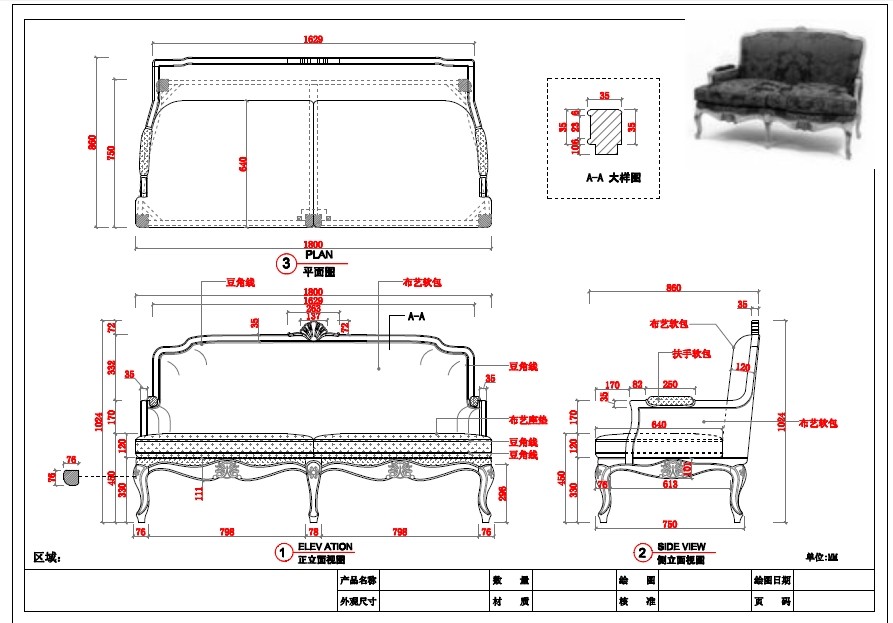 1629
860
750
640
1800
3 PLAN
平面图
35
35
6
23
108
35
A-A 大样图
豆角线
布艺软包
1800
1629
263
137
72
35
72
A-A
332
35
35
豆角线
1024
170
布艺座垫
120
豆角线
豆角线
76
76
450
330
111
296
76
798
78
798
76
1 ELEVATION
正立面视图
860
35
布艺软包
扶手软包
120
170
82
250
35
170
640
布艺软包
1024
120
450
330
76
613
107
750
2 SIDE VIEW
侧立面视图
区域:
单位:MM
产品名称 数 量 绘 图 绘图日期
外观尺寸 材 质 核 准 页 码